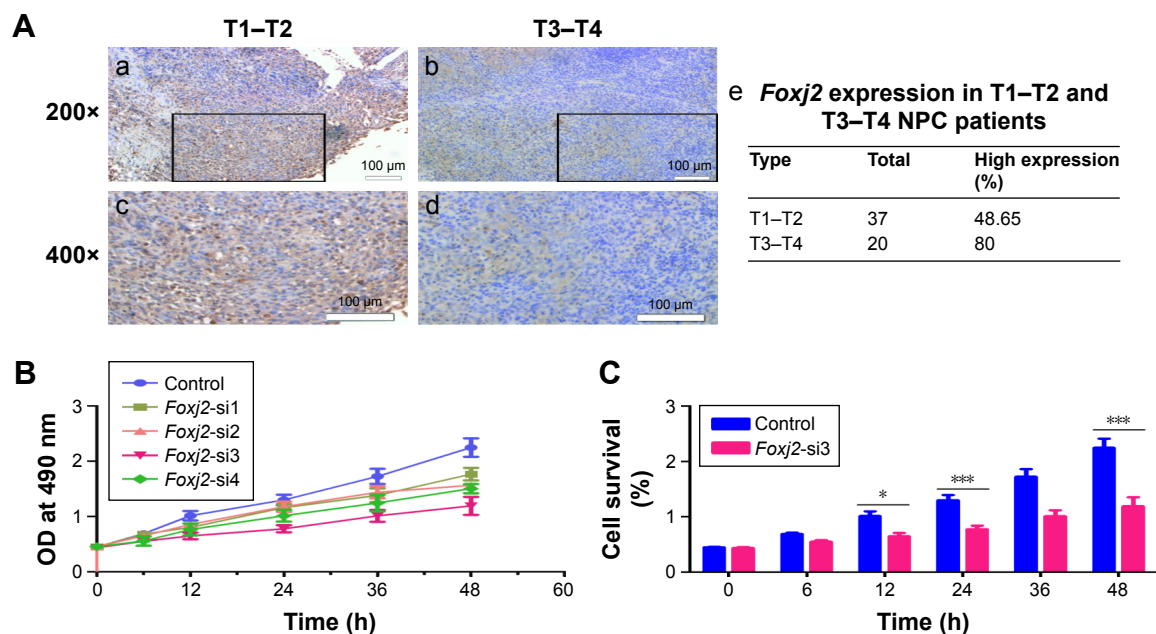 A
T1–T2
T3–T4
200×
a
100 μm
b
100 μm
400×
c
100 μm
d
100 μm
e
Foxj2 expression in T1–T2 and
T3–T4 NPC patients
Type Total High expression
(%)
T1–T2 37 48.65
T3–T4 20 80
B
Control
Foxj2-si1
Foxj2-si2
Foxj2-si3
Foxj2-si4
OD at 490 nm
3
2
1
0
0 12 24 36 48 60
Time (h)
C
Control
Foxj2-si3
Cell survival
(%)
3
2
1
0
* *** ***
0 6 12 24 36 48
Time (h)